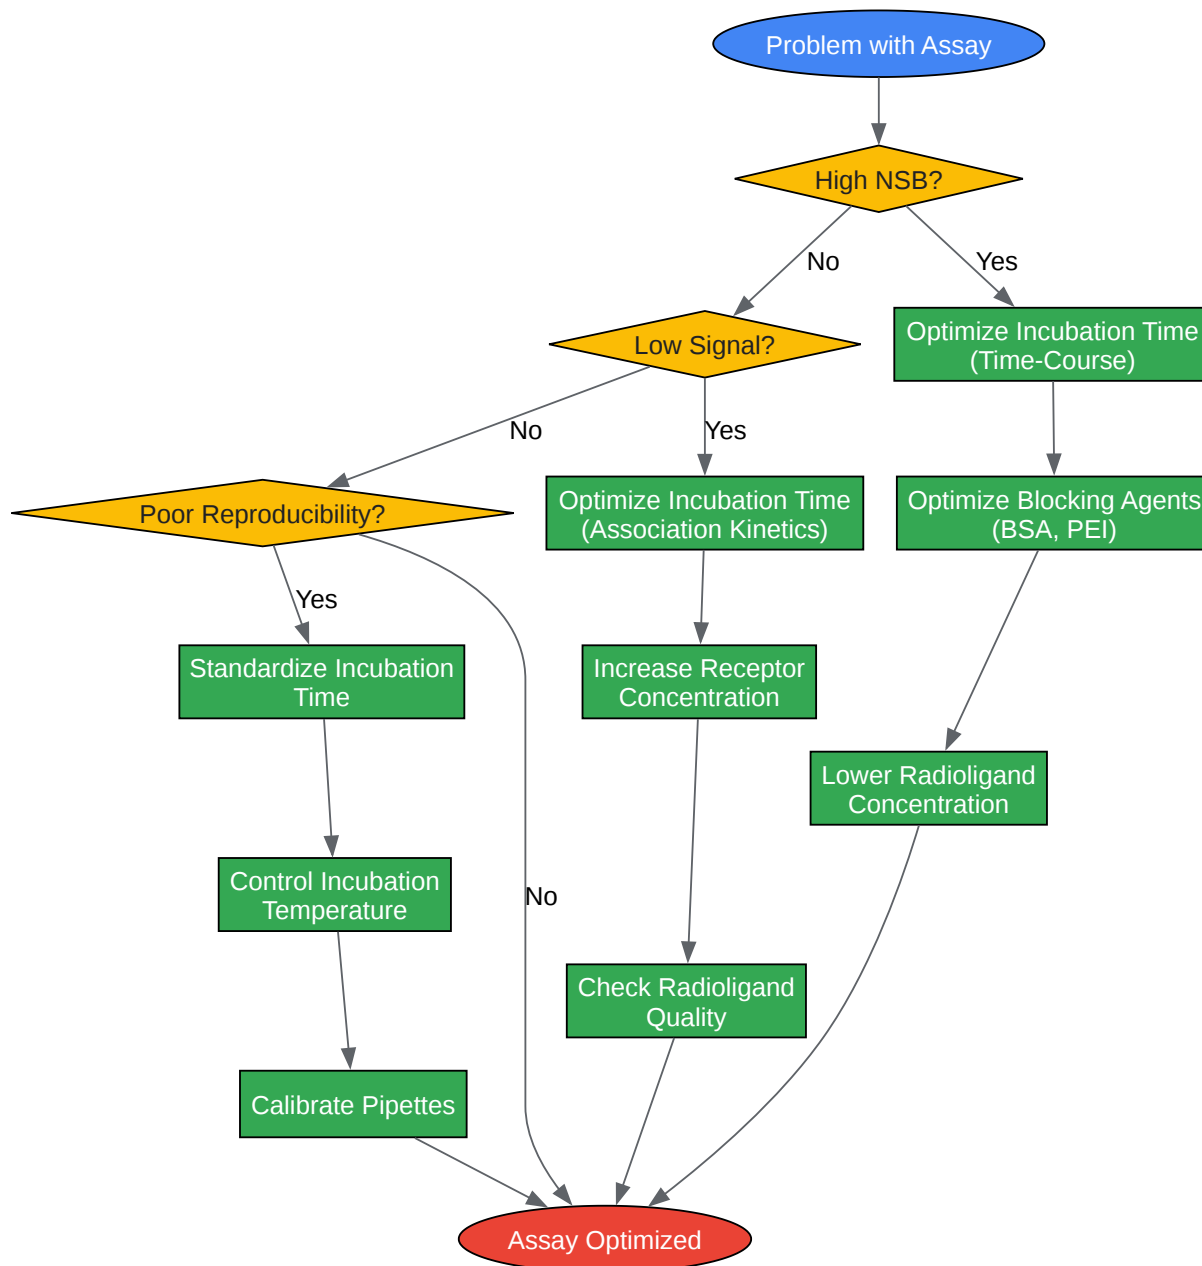 Problem with Assay
High NSB?
No
Yes
Low Signal?
Optimize Incubation Time
(Time-Course)
No
Yes
Poor Reproducibility?
Optimize Incubation Time
(Association Kinetics)
Optimize Blocking Agents
(BSA, PEI)
Yes
Standardize Incubation
Time
Increase Receptor
Concentration
Lower Radioligand
Concentration
Control Incubation
Temperature
No
Check Radioligand
Quality
Calibrate Pipettes
Assay Optimized